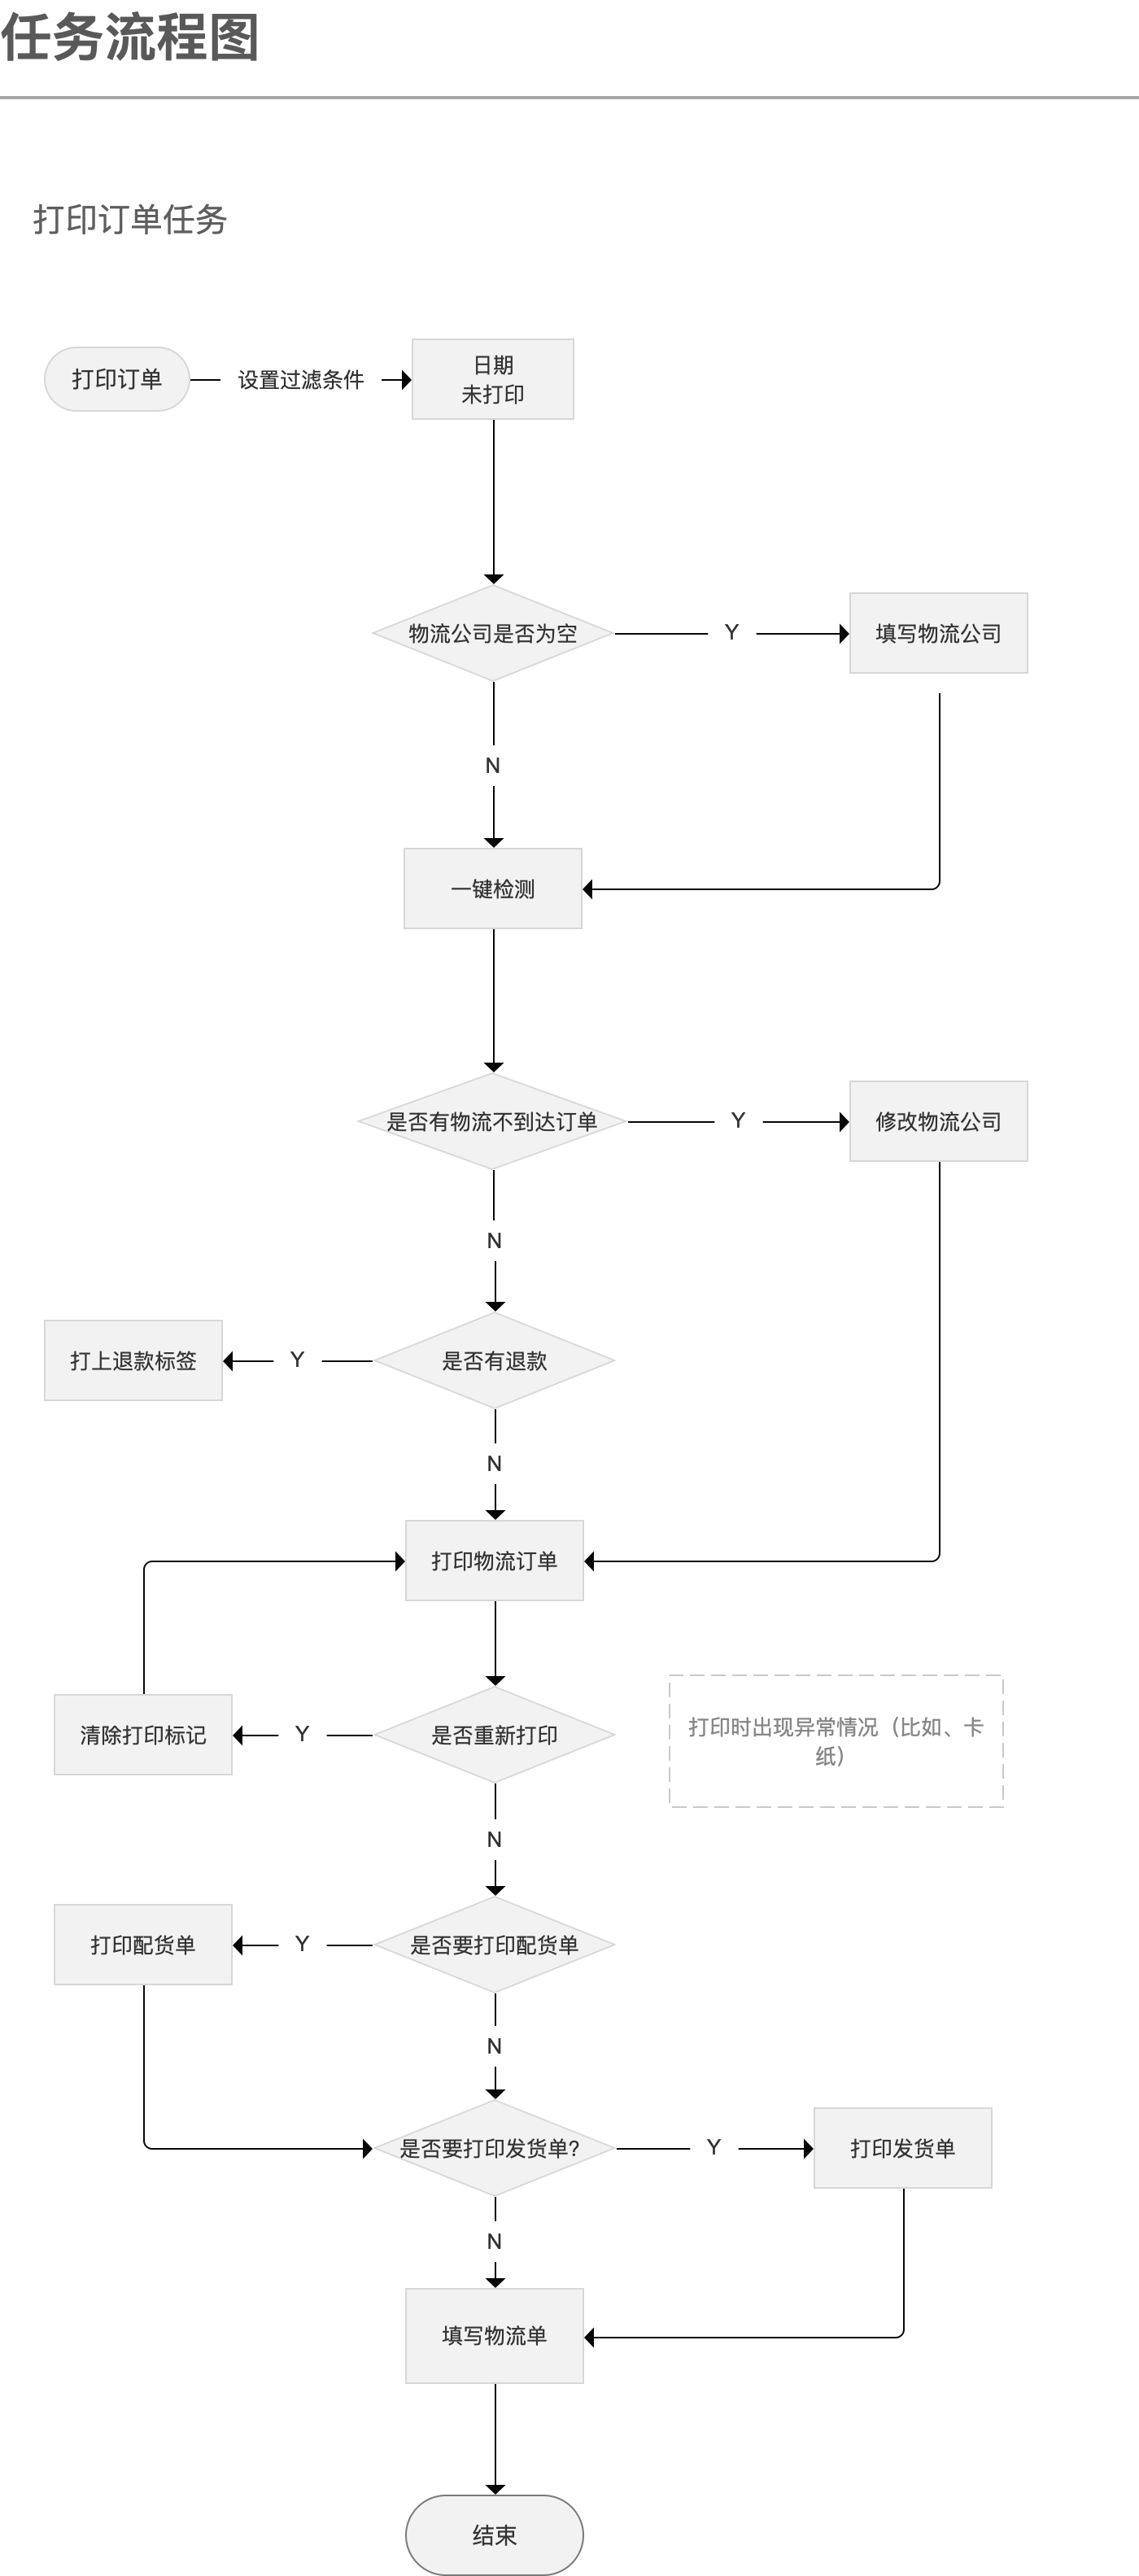 任务流程图
打印订单任务
打印订单
设置过滤条件
日期
未打印
物流公司是否为空
Y
填写物流公司
N
一键检测
是否有物流不到达订单
Y
修改物流公司
N
打上退款标签
Y
是否有退款
N
打印物流订单
打印时出现异常情况（比如、卡
纸）
清除打印标记
Y
是否重新打印
N
打印配货单
Y
是否要打印配货单
N
是否要打印发货单?
Y
打印发货单
N
填写物流单
结束